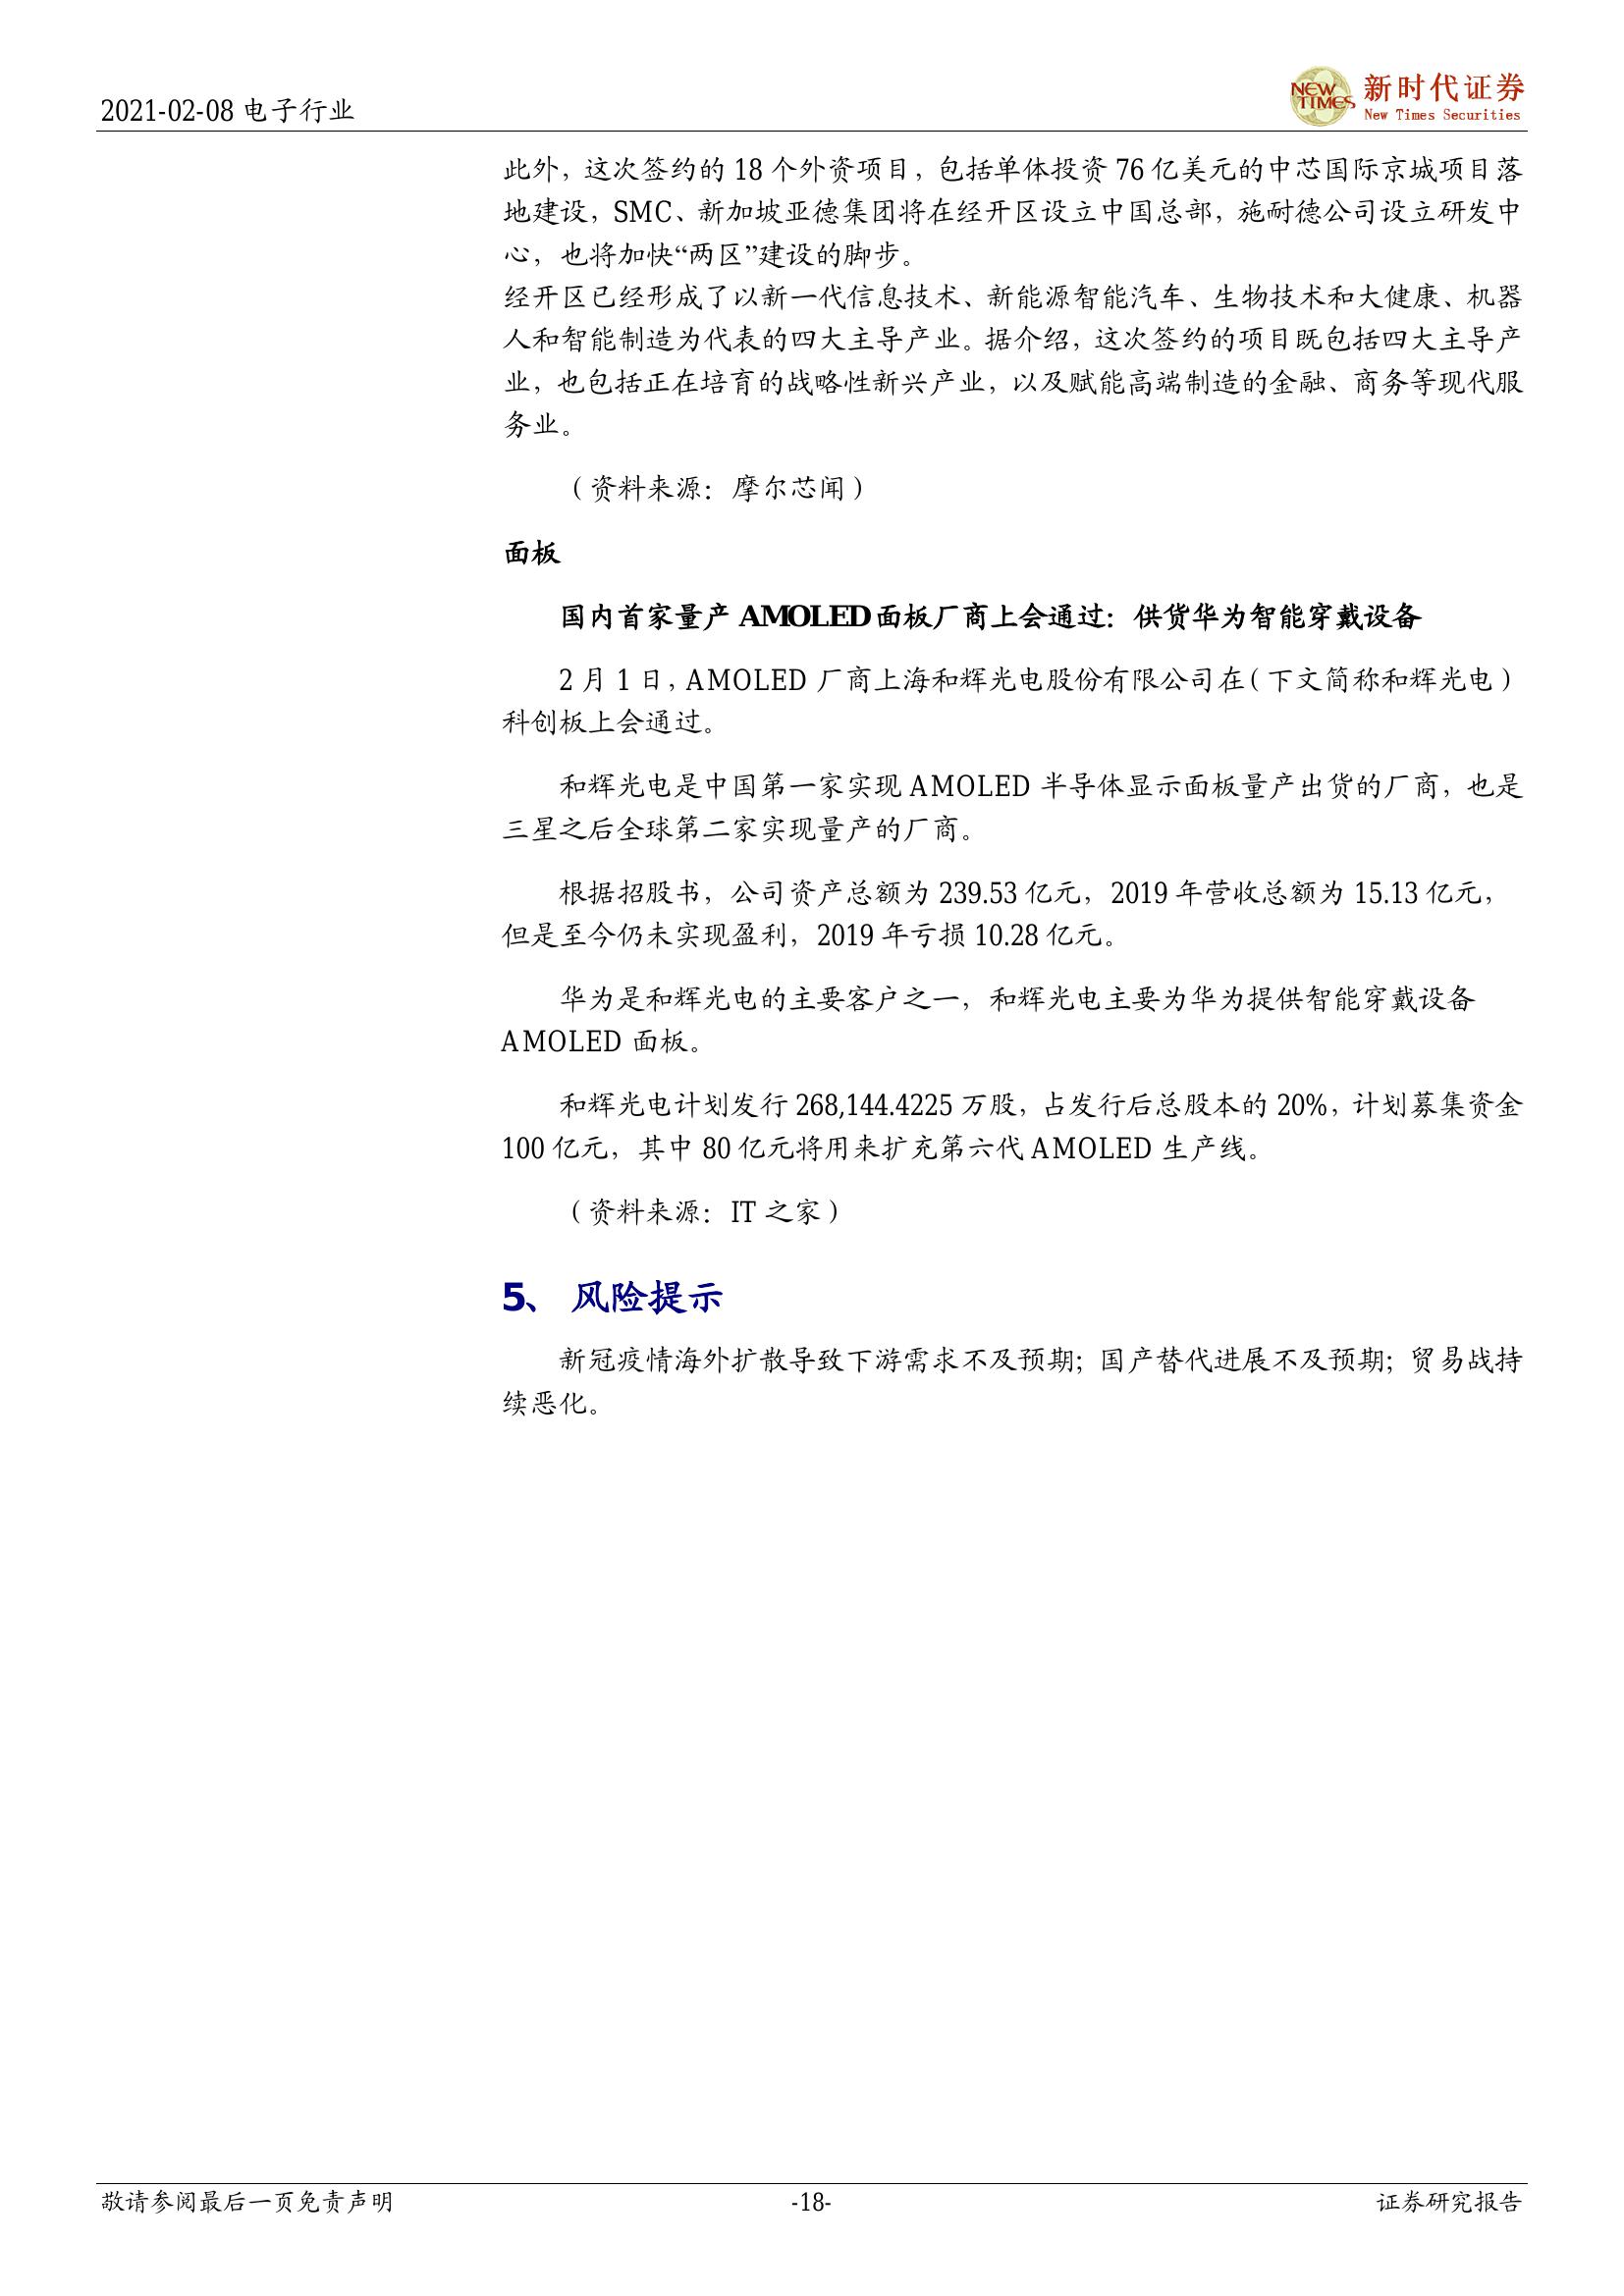 2021-02-08 电子行业
NEW TIMES
新时代证券
New Times Securities
此外，这次签约的 18 个外资项目，包括单体投资 76 亿美元的中芯国际京城项目落
地建设，SMC、新加坡亚德集团将在经开区设立中国总部，施耐德公司设立研发中
心，也将加快“两区”建设的脚步。
经开区已经形成了以新一代信息技术、新能源智能汽车、生物技术和大健康、机器
人和智能制造为代表的四大主导产业。据介绍，这次签约的项目既包括四大主导产
业，也包括正在培育的战略性新兴产业，以及赋能高端制造的金融、商务等现代服
务业。
（资料来源：摩尔芯闻）
面板
国内首家量产 AMOLED 面板厂商上会通过：供货华为智能穿戴设备
2 月 1 日，AMOLED 厂商上海和辉光电股份有限公司在（下文简称和辉光电）
科创板上会通过。
和辉光电是中国第一家实现 AMOLED 半导体显示面板量产出货的厂商，也是
三星之后全球第二家实现量产的厂商。
根据招股书，公司资产总额为 239.53 亿元，2019 年营收总额为 15.13 亿元，
但是至今仍未实现盈利，2019 年亏损 10.28 亿元。
华为是和辉光电的主要客户之一，和辉光电主要为华为提供智能穿戴设备
AMOLED 面板。
和辉光电计划发行 268,144.4225 万股，占发行后总股本的 20%，计划募集资金
100 亿元，其中 80 亿元将用来扩充第六代 AMOLED 生产线。
（资料来源：IT 之家）
5、 风险提示
新冠疫情海外扩散导致下游需求不及预期；国产替代进展不及预期；贸易战持
续恶化。
敬请参阅最后一页免责声明
-18-
证券研究报告